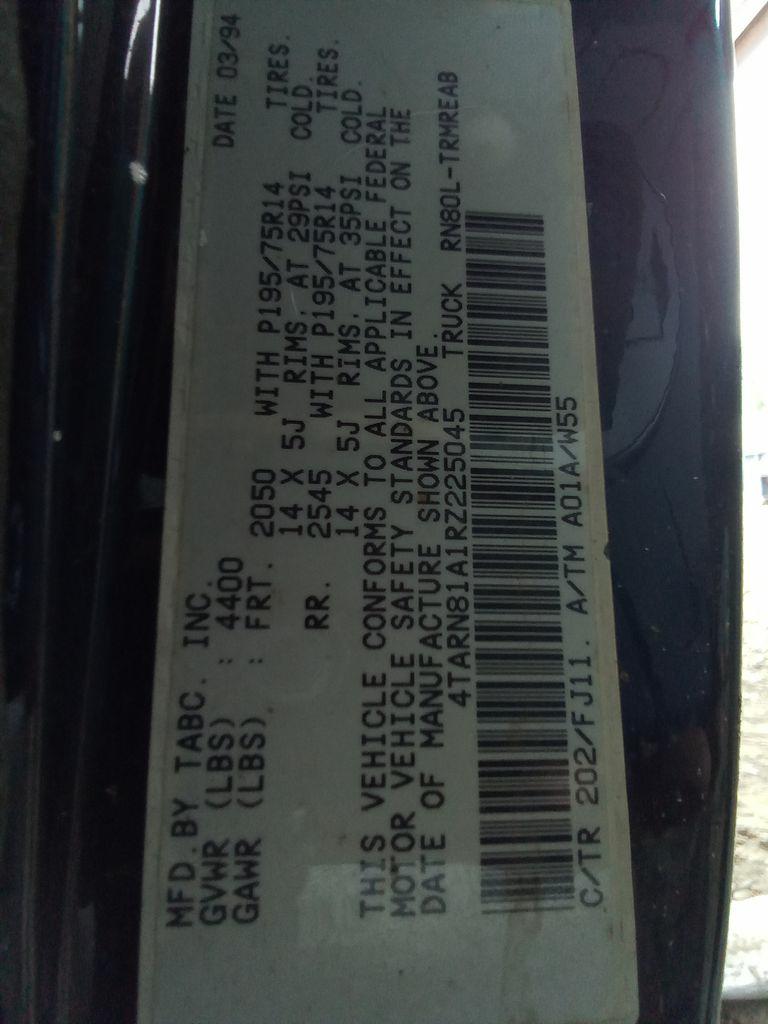 MFD.BY TABC. INC. DATE 03/94
GVWR (LBS) : 4400
GAWR (LBS) : FRT. 2050 WITH P195/75R14 TIRES.
14 X 5J RIMS. AT 29PSI COLD.
RR. 2545 WITH P195/75R14 TIRES.
14 X 5J RIMS. AT 35PSI COLD.
THIS VEHICLE CONFORMS TO ALL APPLICABLE FEDERAL
MOTOR VEHICLE SAFETY STANDARDS IN EFFECT ON THE
DATE OF MANUFACTURE SHOWN ABOVE.
4TARN81A1RZ225045 TRUCK RN80L-TRMREAB
C/TR 202/FJ11. A/TM A01A/W55